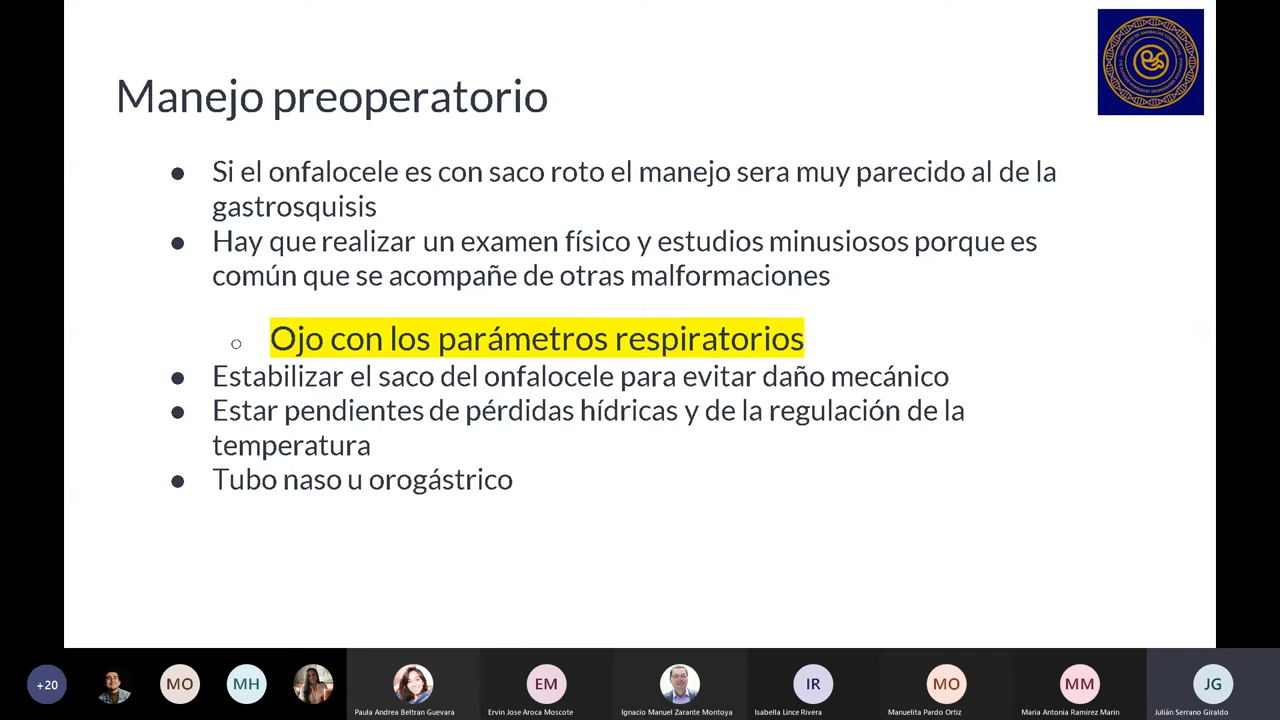 Manejo preoperatorio
● Si el onfalocele es con saco roto el manejo sera muy parecido al de la
gastrosquisis
● Hay que realizar un examen físico y estudios minusiosos porque es
común que se acompañe de otras malformaciones
○ Ojo con los parámetros respiratorios
● Estabilizar el saco del onfalocele para evitar daño mecánico
● Estar pendientes de pérdidas hídricas y de la regulación de la
temperatura
● Tubo naso u orogástrico
+20
MO
MH
Paula Andrea Beltran Guevara
EM
Ervin Jose Aroca Moscote
Ignacio Manuel Zarante Montoya
IR
Isabella Lince Rivera
MO
Manuelita Pardo Ortiz
MM
Maria Antonia Ramirez Marin
JG
Julián Serrano Giraldo